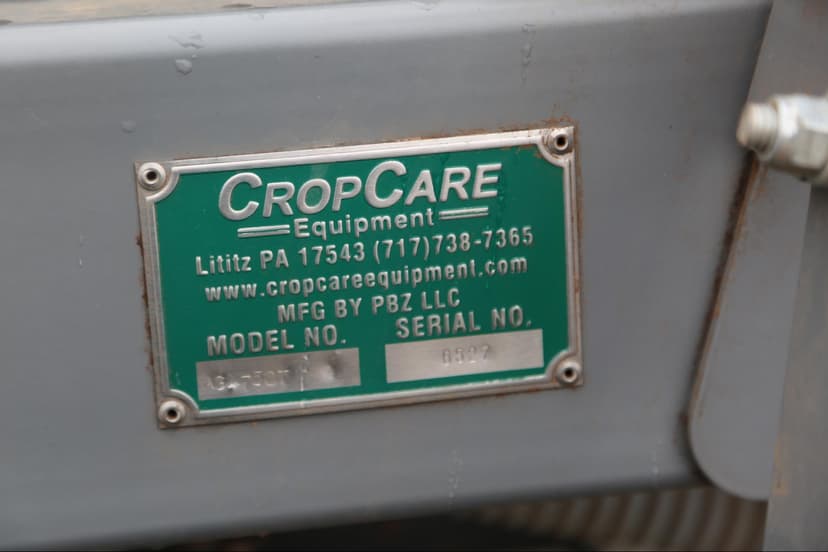 CROPCARE
Equipment
Lititz PA 17543 (717)738-7365
www.cropcareequipment.com
MFG BY PBZ LLC
MODEL NO. SERIAL NO.